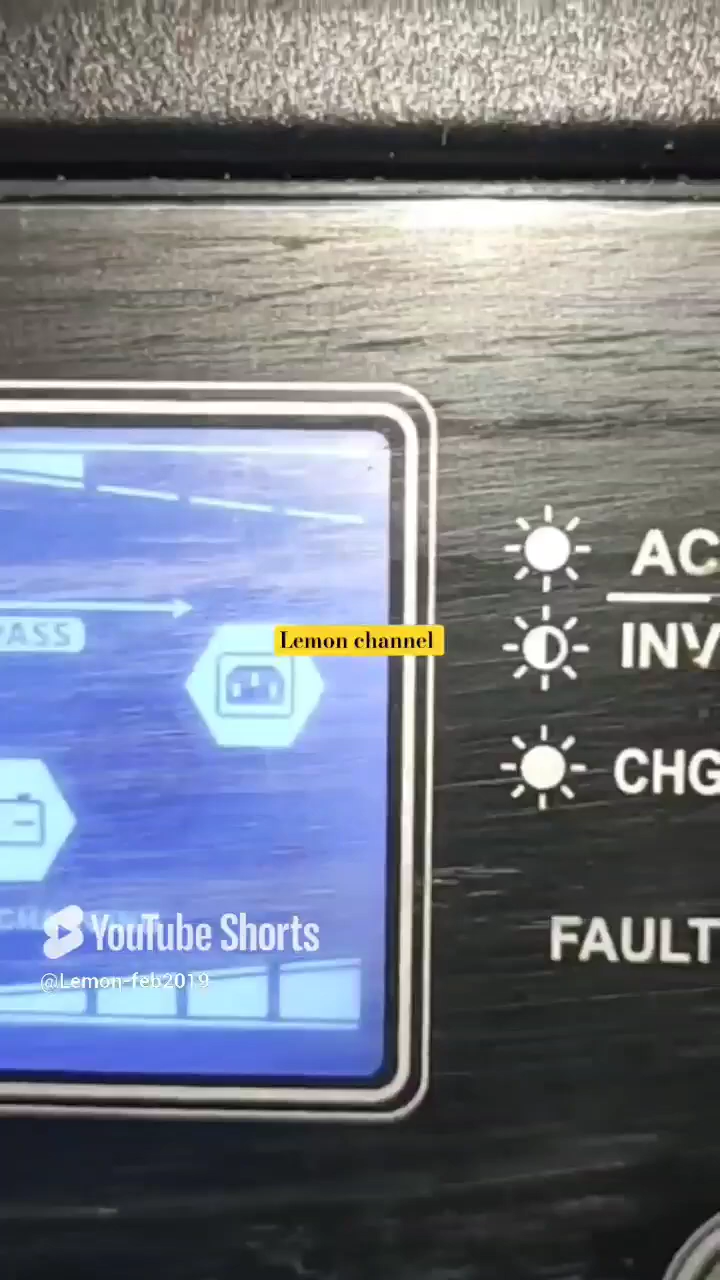 AC
PASS
Lemon channel
INV
CHG
FAULT
YouTube Shorts
@Lemon-feb2019